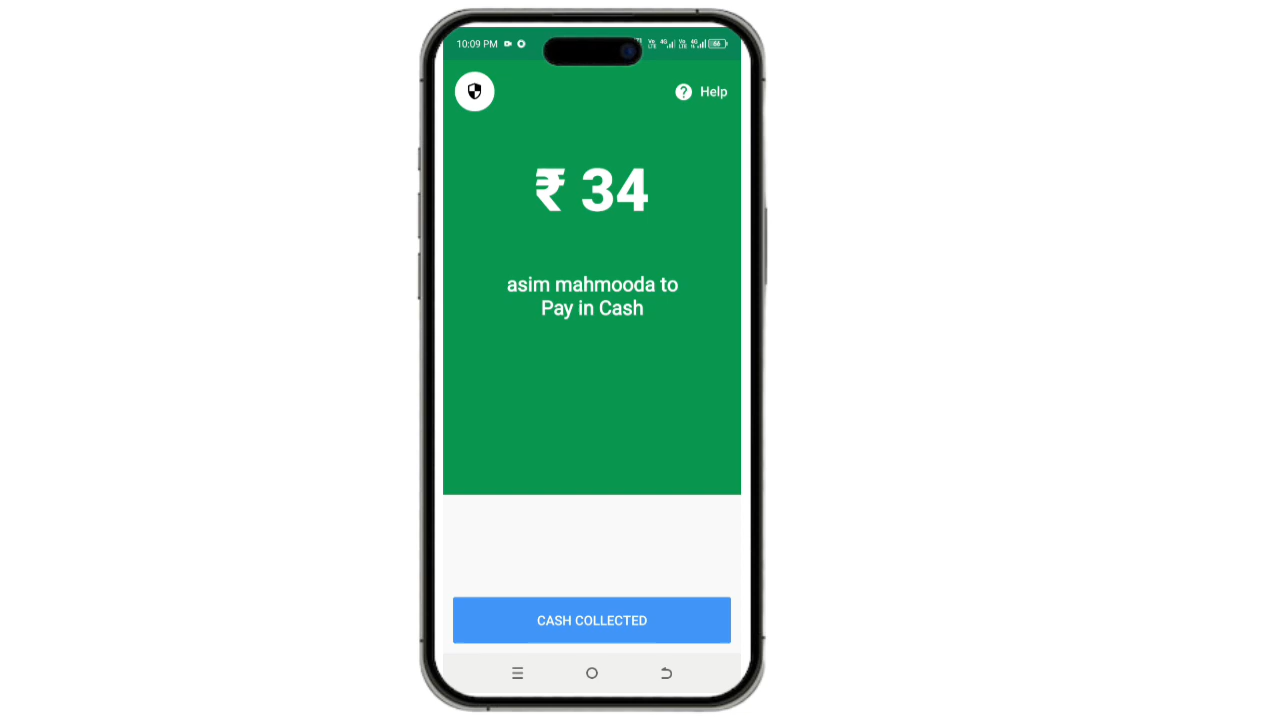 10:09 PM
Help
₹ 34
asim mahmooda to
Pay in Cash
CASH COLLECTED